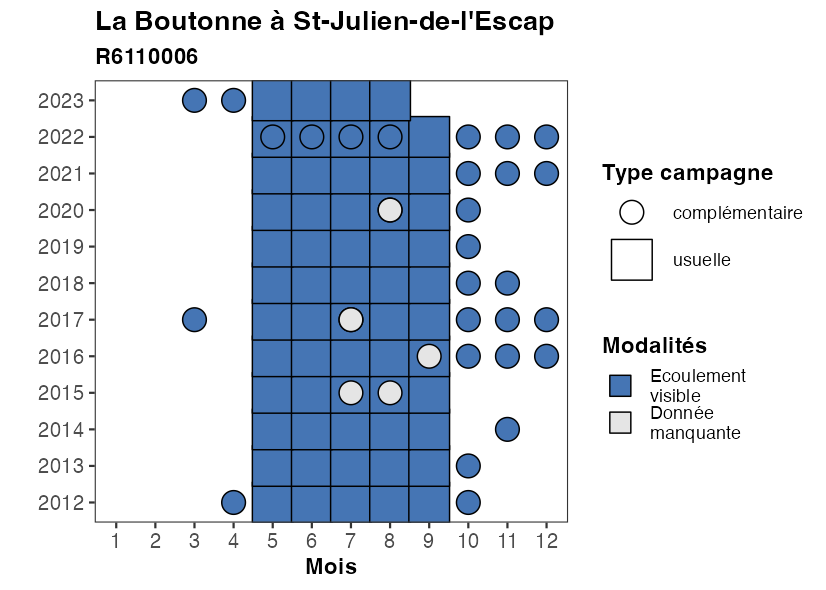 La Boutonne à St-Julien-de-l'Escap
R6110006
2023
2022
2021
2020
2019
2018
2017
2016
2015
2014
2013
2012
1 2 3 4 5 6 7 8 9 10 11 12
Mois
Type campagne
complémentaire
usuelle
Modalités
Ecoulement
visible
Donnée
manquante